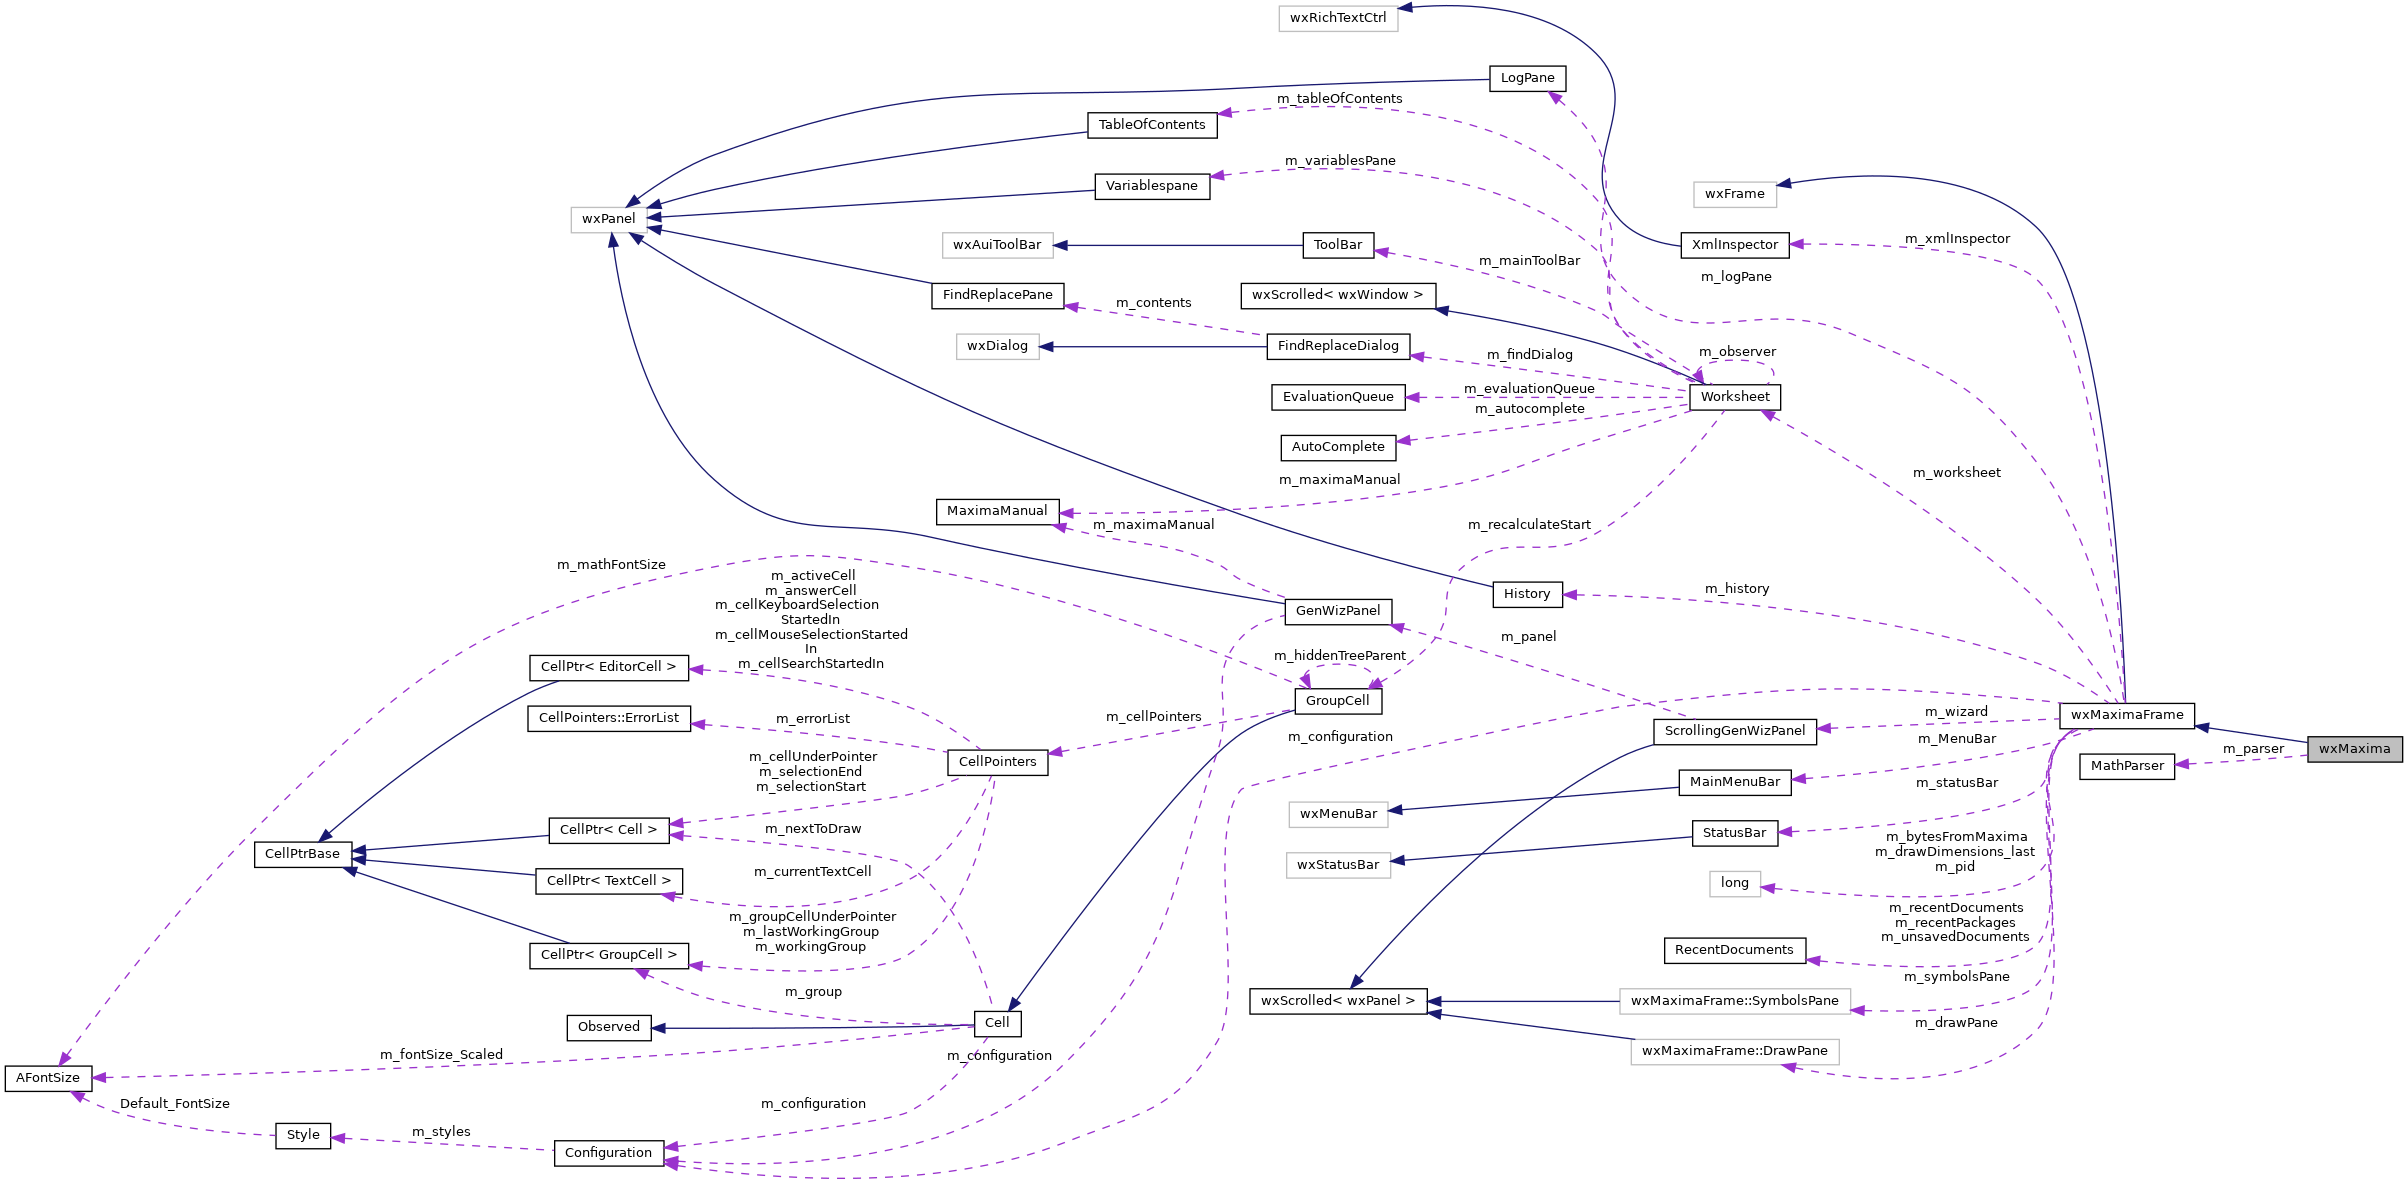 wxRichTextCtrl
LogPane
m_tableOfContents
TableOfContents
m_variablesPane
Variablespane
wxFrame
wxPanel
wxAuiToolBar
ToolBar
XmlInspector
m_xmlInspector
m_mainToolBar
m_logPane
FindReplacePane
m_contents
wxScrolled< wxWindow >
wxDialog
FindReplaceDialog
m_findDialog
m_observer
EvaluationQueue
m_evaluationQueue
Worksheet
m_autocomplete
AutoComplete
m_worksheet
m_maximaManual
MaximaManual
m_maximaManual
m_recalculateStart
m_mathFontSize
m_activeCell
m_answerCell
m_cellKeyboardSelection
StartedIn
m_cellMouseSelectionStarted
In
m_cellSearchStartedIn
History
m_history
GenWizPanel
m_panel
CellPtr< EditorCell >
m_hiddenTreeParent
GroupCell
CellPointers::ErrorList
m_errorList
m_cellPointers
m_configuration
wxMaximaFrame
m_wizard
ScrollingGenWizPanel
m_MenuBar
m_parser
wxMaxima
MathParser
m_cellUnderPointer
m_selectionEnd
m_selectionStart
CellPointers
MainMenuBar
m_statusBar
wxMenuBar
CellPtr< Cell >
m_nextToDraw
StatusBar
m_bytesFromMaxima
m_drawDimensions_last
m_pid
CellPtrBase
wxStatusBar
CellPtr< TextCell >
m_currentTextCell
long
m_groupCellUnderPointer
m_lastWorkingGroup
m_workingGroup
m_recentDocuments
m_recentPackages
m_unsavedDocuments
CellPtr< GroupCell >
RecentDocuments
m_symbolsPane
m_group
wxScrolled< wxPanel >
wxMaximaFrame::SymbolsPane
Observed
Cell
m_drawPane
m_fontSize_Scaled
m_configuration
wxMaximaFrame::DrawPane
AFontSize
Default_FontSize
m_configuration
Style
m_styles
Configuration